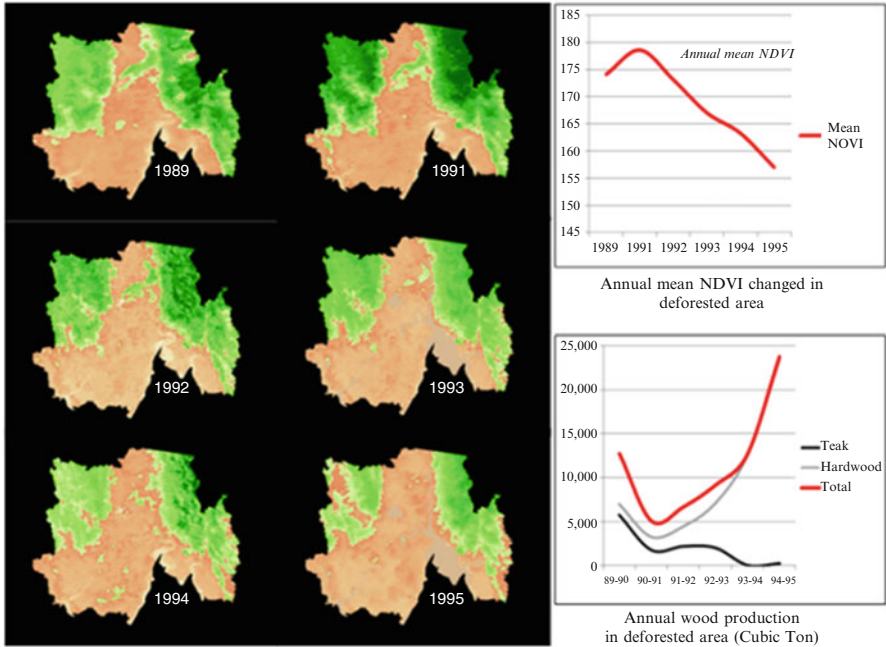 1989
1991
1992
1993
1994
1995
185
180
175
170
165
160
155
150
145
Annual mean NDVI
Mean
NOVI
1989 1991 1992 1993 1994 1995
Annual mean NDVI changed in
deforested area
25,000
20,000
15,000
10,000
5,000
0
Teak
Hardwood
Total
89-90 90-91 91-92 92-93 93-94 94-95
Annual wood production
in deforested area (Cubic Ton)